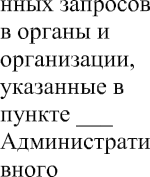 нных запросов
в органы и
организации,
указанные в
пункте ___
Администрати
вного